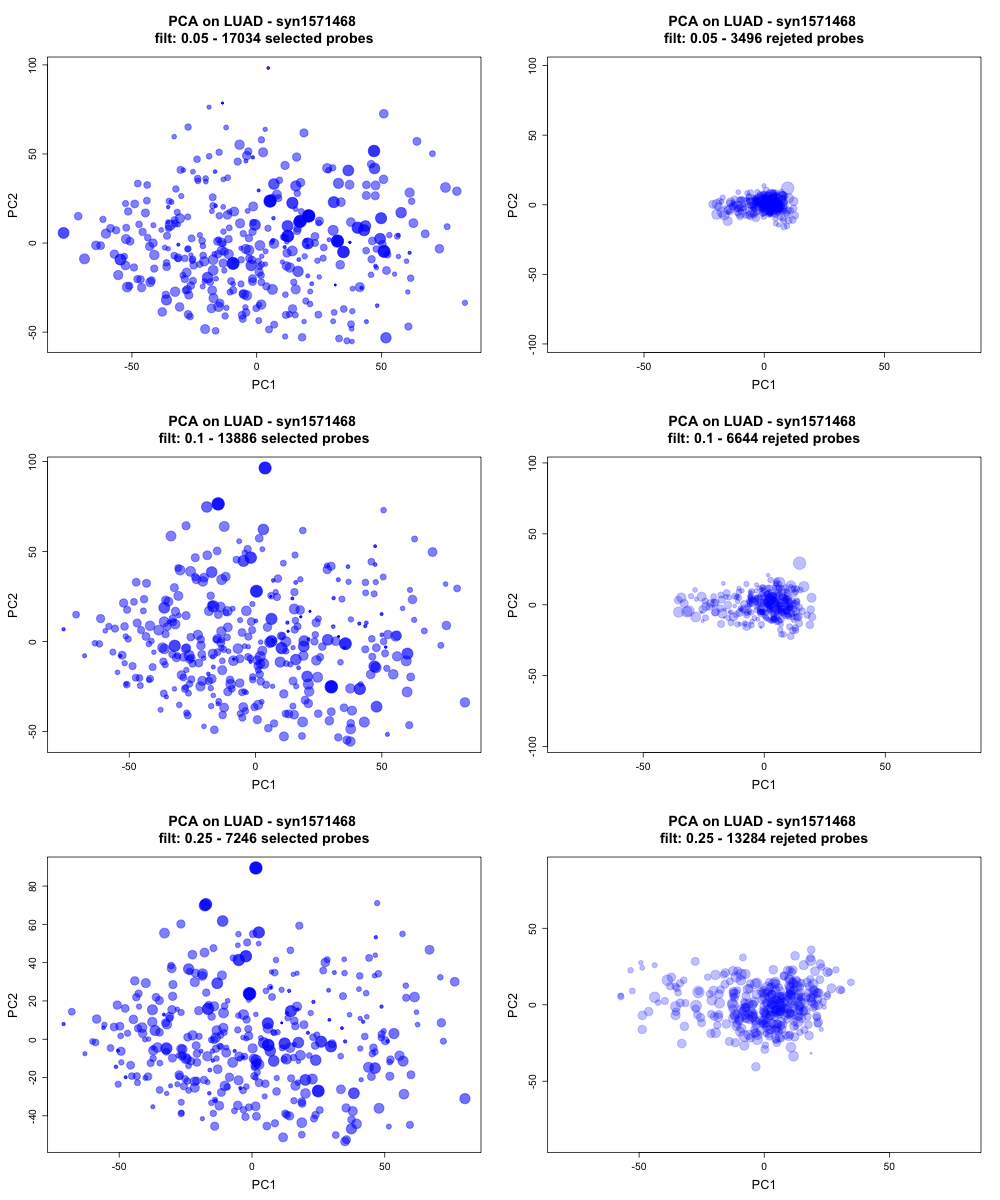 PCA on LUAD - syn1571468
filt: 0.05 - 17034 selected probes
100
50
0
-50
PC2
-50 0 50
PC1
PCA on LUAD - syn1571468
filt: 0.05 - 3496 rejeted probes
100
50
0
-50
-100
PC2
-50 0 50
PC1
PCA on LUAD - syn1571468
filt: 0.1 - 13886 selected probes
100
50
0
-50
PC2
-50 0 50
PC1
PCA on LUAD - syn1571468
filt: 0.1 - 6644 rejeted probes
100
50
0
-50
-100
PC2
-50 0 50
PC1
PCA on LUAD - syn1571468
filt: 0.25 - 7246 selected probes
80
60
40
20
0
-20
-40
PC2
-50 0 50
PC1
PCA on LUAD - syn1571468
filt: 0.25 - 13284 rejeted probes
50
0
-50
PC2
-50 0 50
PC1